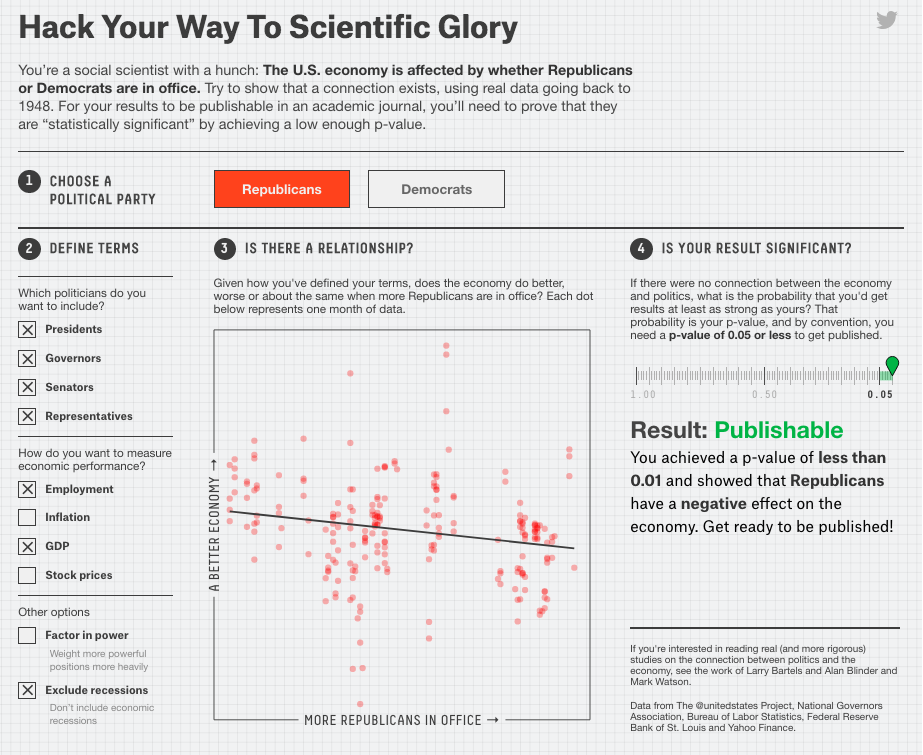 Hack Your Way To Scientific Glory
You're a social scientist with a hunch: The U.S. economy is affected by whether Republicans
or Democrats are in office. Try to show that a connection exists, using real data going back to
1948. For your results to be publishable in an academic journal, you'll need to prove that they
are “statistically significant” by achieving a low enough p-value.
1 CHOOSE A
POLITICAL PARTY
Republicans
Democrats
2 DEFINE TERMS
Which politicians do you
want to include?
Presidents
Governors
Senators
Representatives
How do you want to measure
economic performance?
Employment
Inflation
GDP
Stock prices
Other options
Factor in power
Weight more powerful
positions more heavily
Exclude recessions
Don't include economic
recessions
3 IS THERE A RELATIONSHIP?
Given how you've defined your terms, does the economy do better,
worse or about the same when more Republicans are in office? Each dot
below represents one month of data.
A BETTER ECONOMY →
MORE REPUBLICANS IN OFFICE →
4 IS YOUR RESULT SIGNIFICANT?
If there were no connection between the economy
and politics, what is the probability that you'd get
results at least as strong as yours? That
probability is your p-value, and by convention, you
need a p-value of 0.05 or less to get published.
1.00 0.50 0.05
Result: Publishable
You achieved a p-value of less than
0.01 and showed that Republicans
have a negative effect on the
economy. Get ready to be published!
If you're interested in reading real (and more rigorous)
studies on the connection between politics and the
economy, see the work of Larry Bartels and Alan Blinder and
Mark Watson.
Data from The @unitedstates Project, National Governors
Association, Bureau of Labor Statistics, Federal Reserve
Bank of St. Louis and Yahoo Finance.